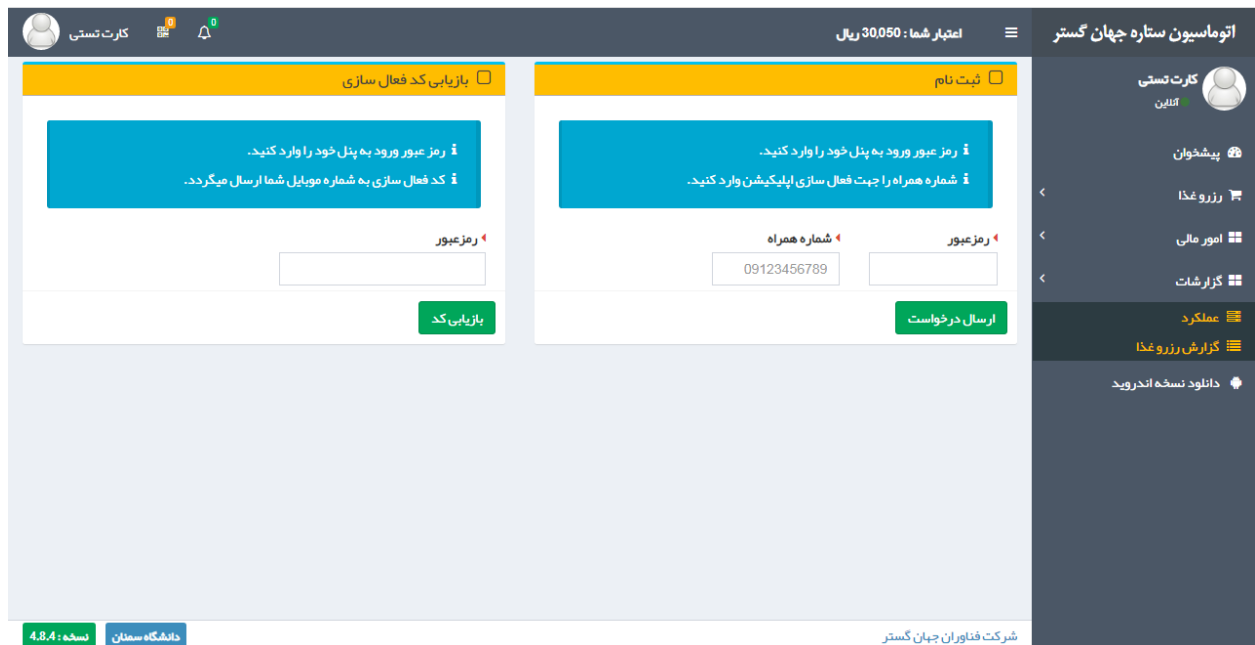 اتوماسیون ستاره جهان گستر
اعتبار شما : 30,050 ریال
0
0
کارت تستی
کارت تستی
آنلاین
پیشخوان
رزرو غذا
امور مالی
گزارشات
عملکرد
گزارش رزرو غذا
دانلود نسخه اندروید
ثبت نام
رمز عبور ورود به پنل خود را وارد کنید.
شماره همراه را جهت فعال سازی اپلیکیشن وارد کنید.
رمزعبور
شماره همراه
09123456789
ارسال درخواست
بازیابی کد فعال سازی
رمز عبور ورود به پنل خود را وارد کنید.
کد فعال سازی به شماره موبایل شما ارسال میگردد.
رمزعبور
بازیابی کد
شرکت فناوران جهان گستر
دانشگاه سمنان
نسخه : 4.8.4